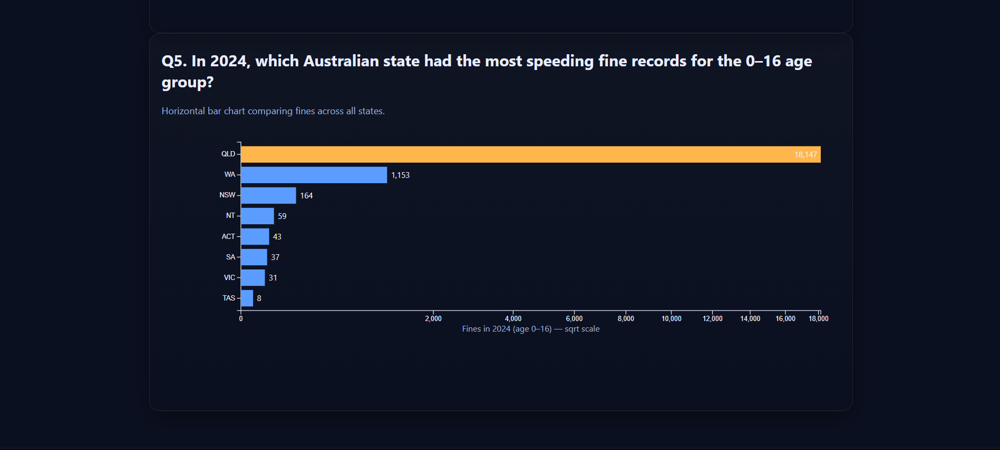 Q5. In 2024, which Australian state had the most speeding fine records for the 0–16 age
group?
Horizontal bar chart comparing fines across all states.
QLD 18,147
WA 1,153
NSW 164
NT 59
ACT 43
SA 37
VIC 31
TAS 8
0 2,000 4,000 6,000 8,000 10,000 12,000 14,000 16,000 18,000
Fines in 2024 (age 0–16) — sqrt scale